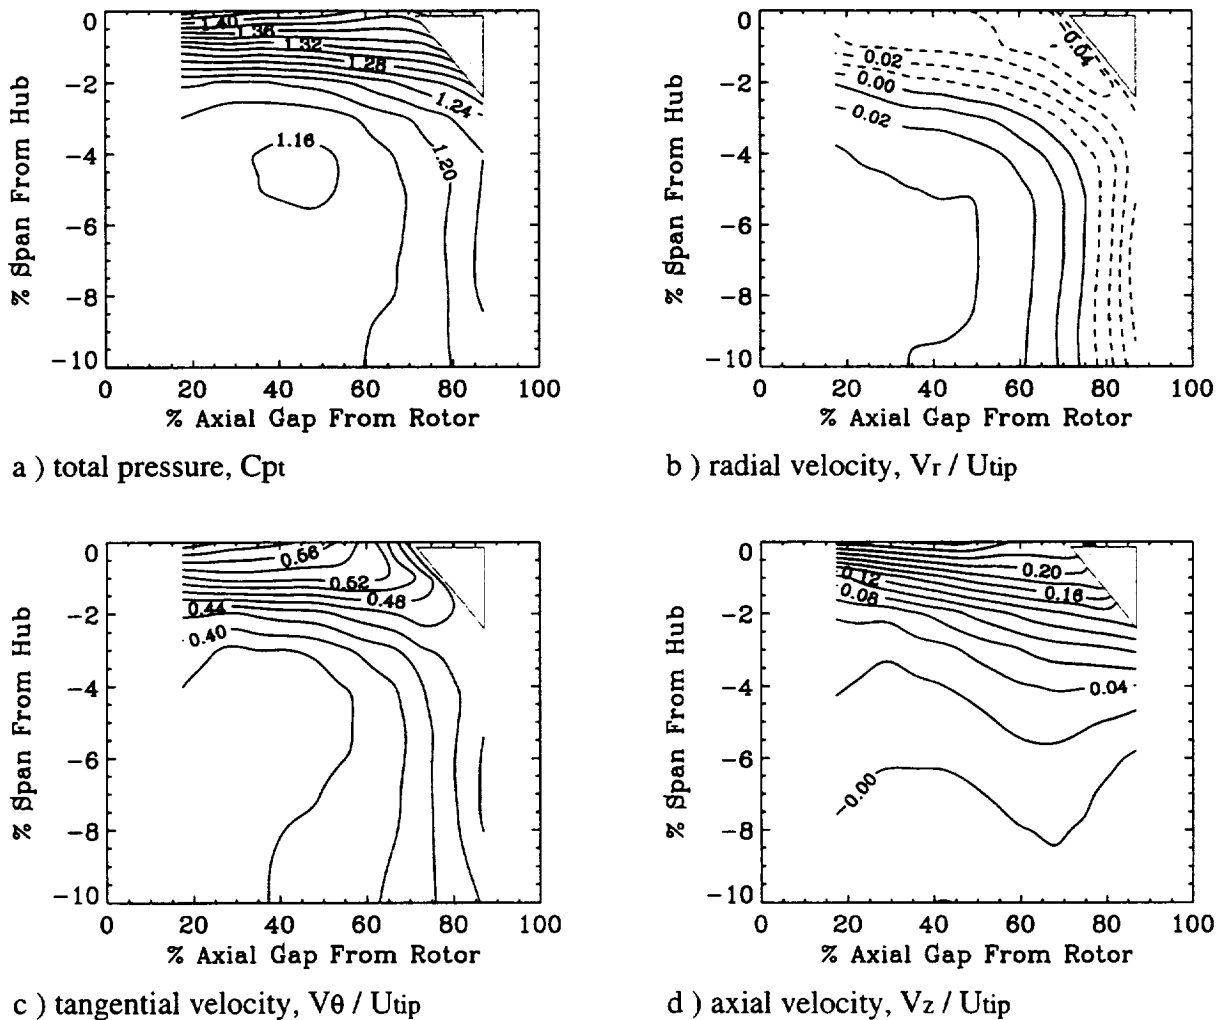 0
-2
-4
-6
-8
-10
% Span From Hub
1.40
1.36
1.32
1.28
1.24
1.20
1.16
0 20 40 60 80 100
% Axial Gap From Rotor
a ) total pressure, Cpt
0
-2
-4
-6
-8
-10
% Span From Hub
0.04
0.02
0.00
0.02
0 20 40 60 80 100
% Axial Gap From Rotor
b ) radial velocity, Vr / Utip
0
-2
-4
-6
-8
-10
% Span From Hub
0.56
0.52
0.48
0.44
0.40
0 20 40 60 80 100
% Axial Gap From Rotor
c ) tangential velocity, Vθ / Utip
0
-2
-4
-6
-8
-10
% Span From Hub
0.20
0.16
0.12
0.08
0.04
0.00
0 20 40 60 80 100
% Axial Gap From Rotor
d ) axial velocity, Vz / Utip